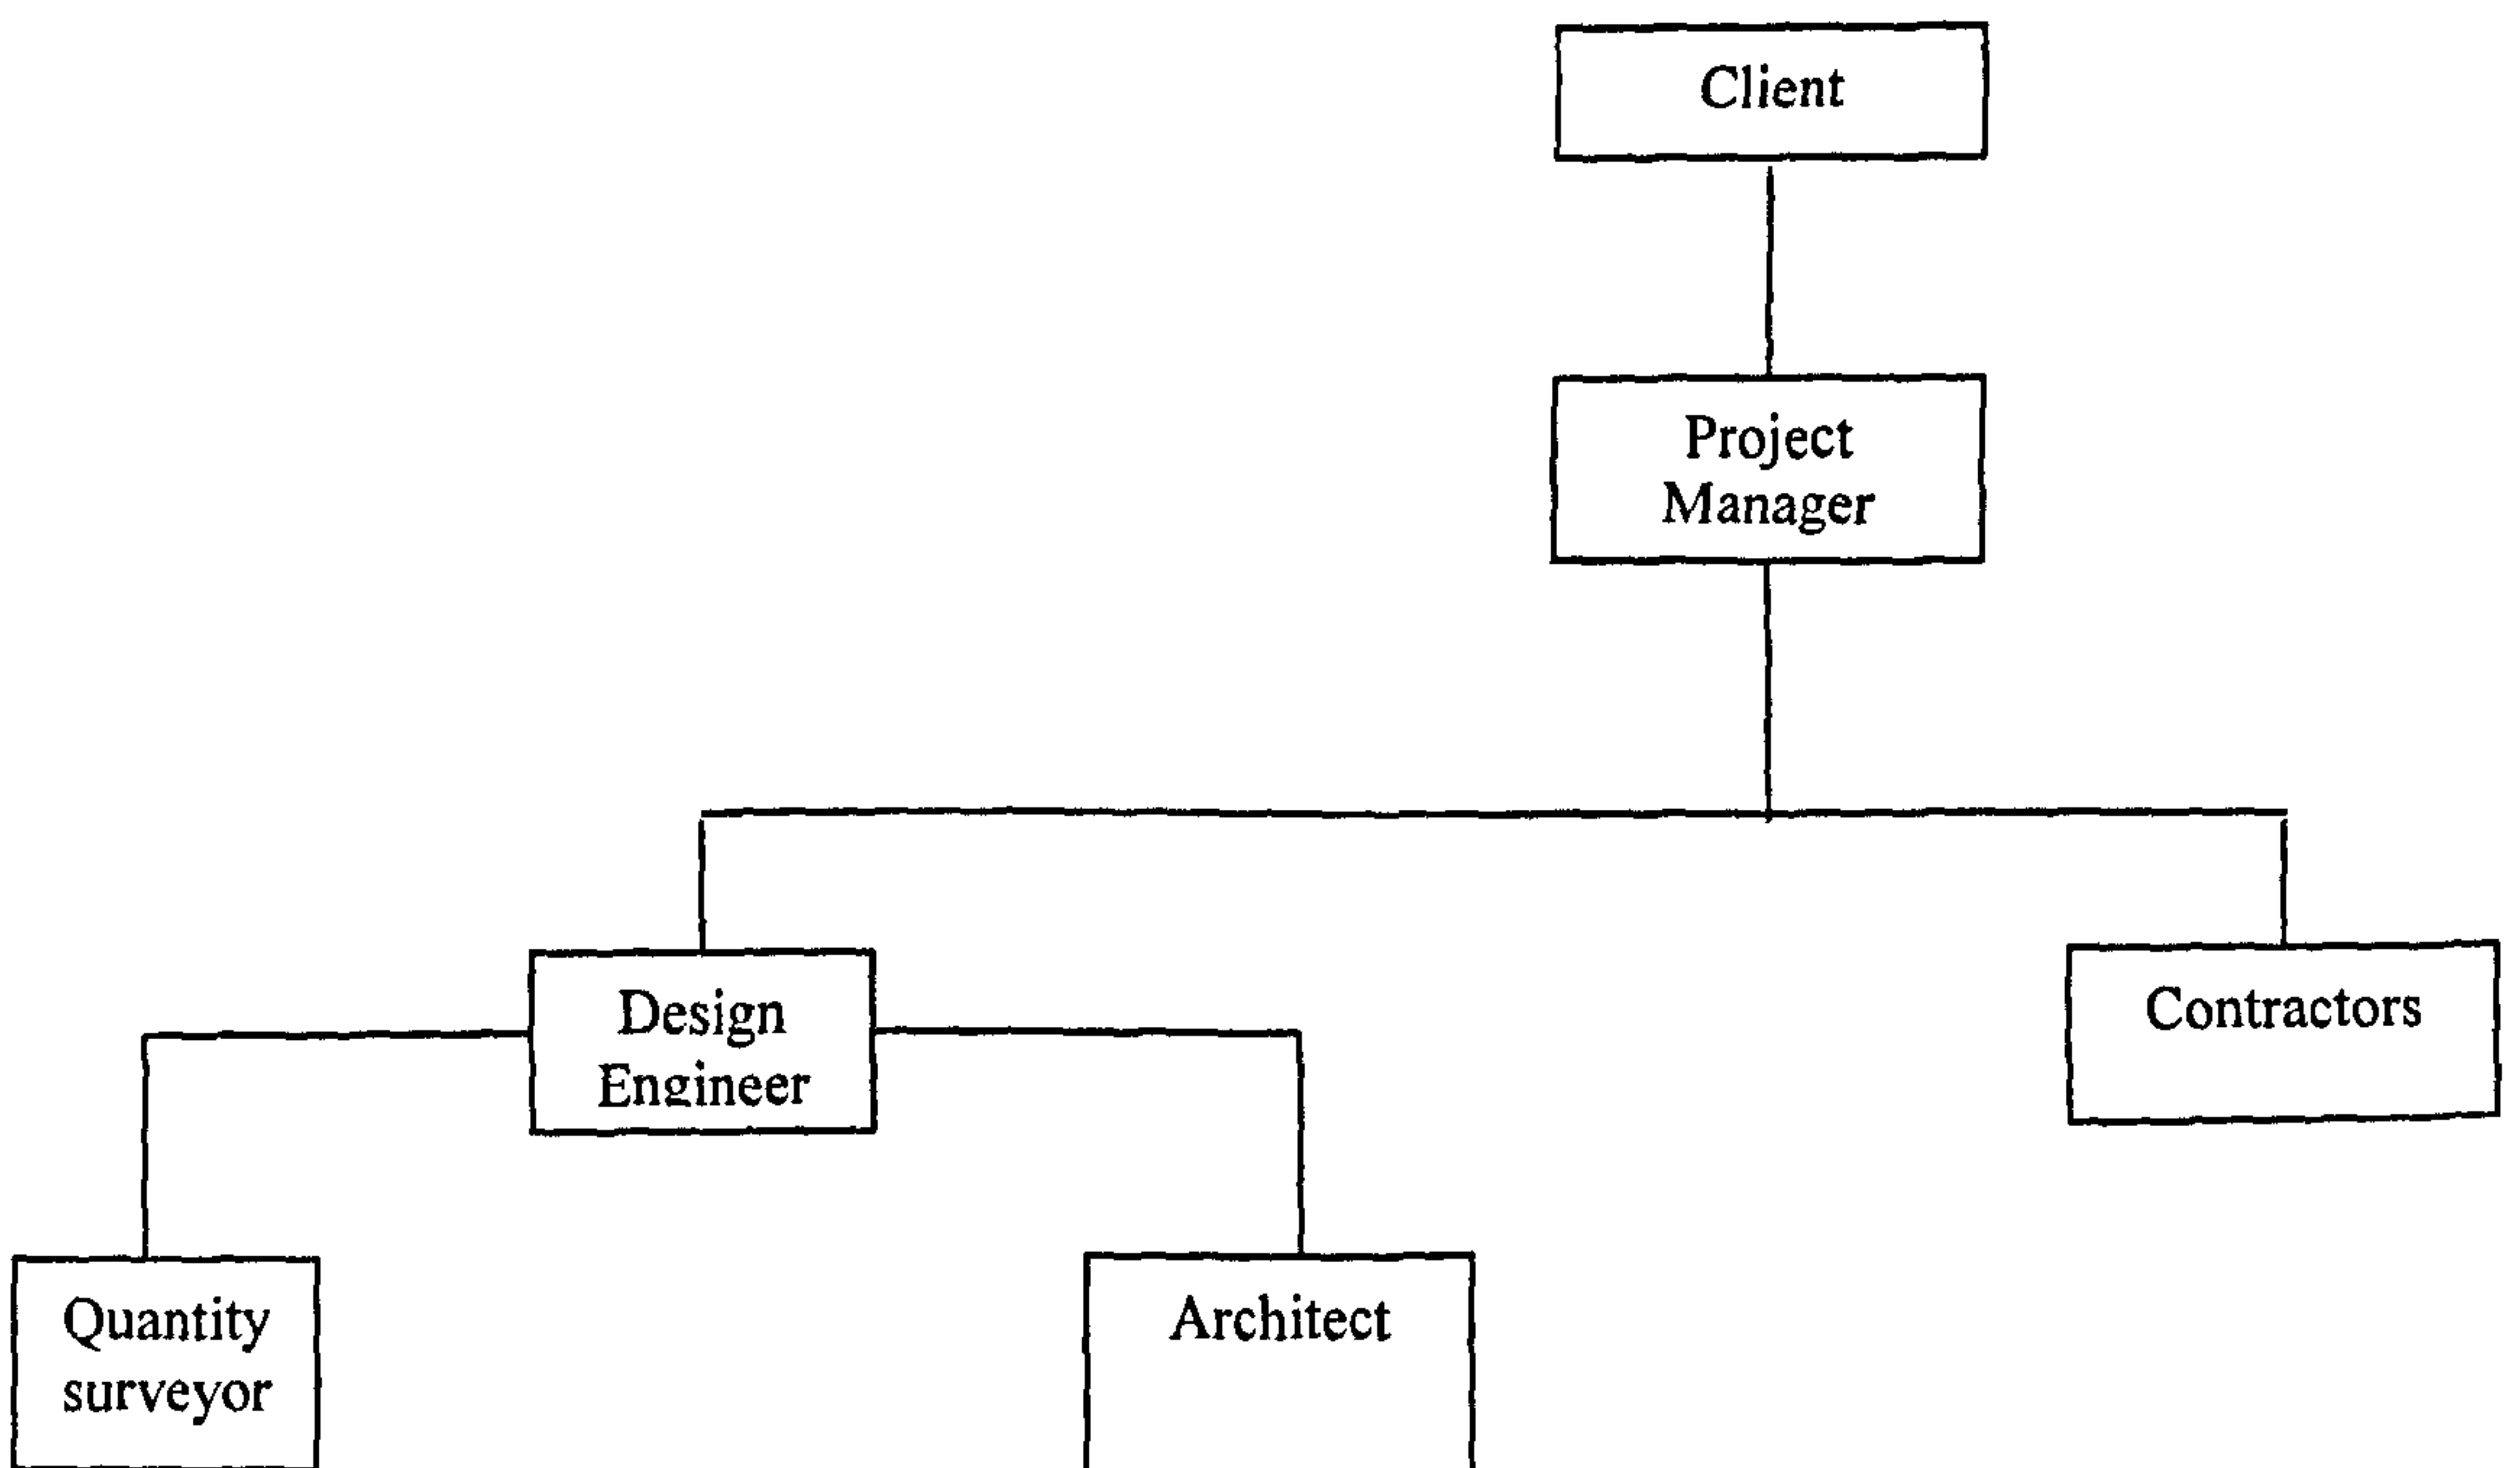 Client
Project
Manager
Design
Engineer
Contractors
Quantity
surveyor
Architect